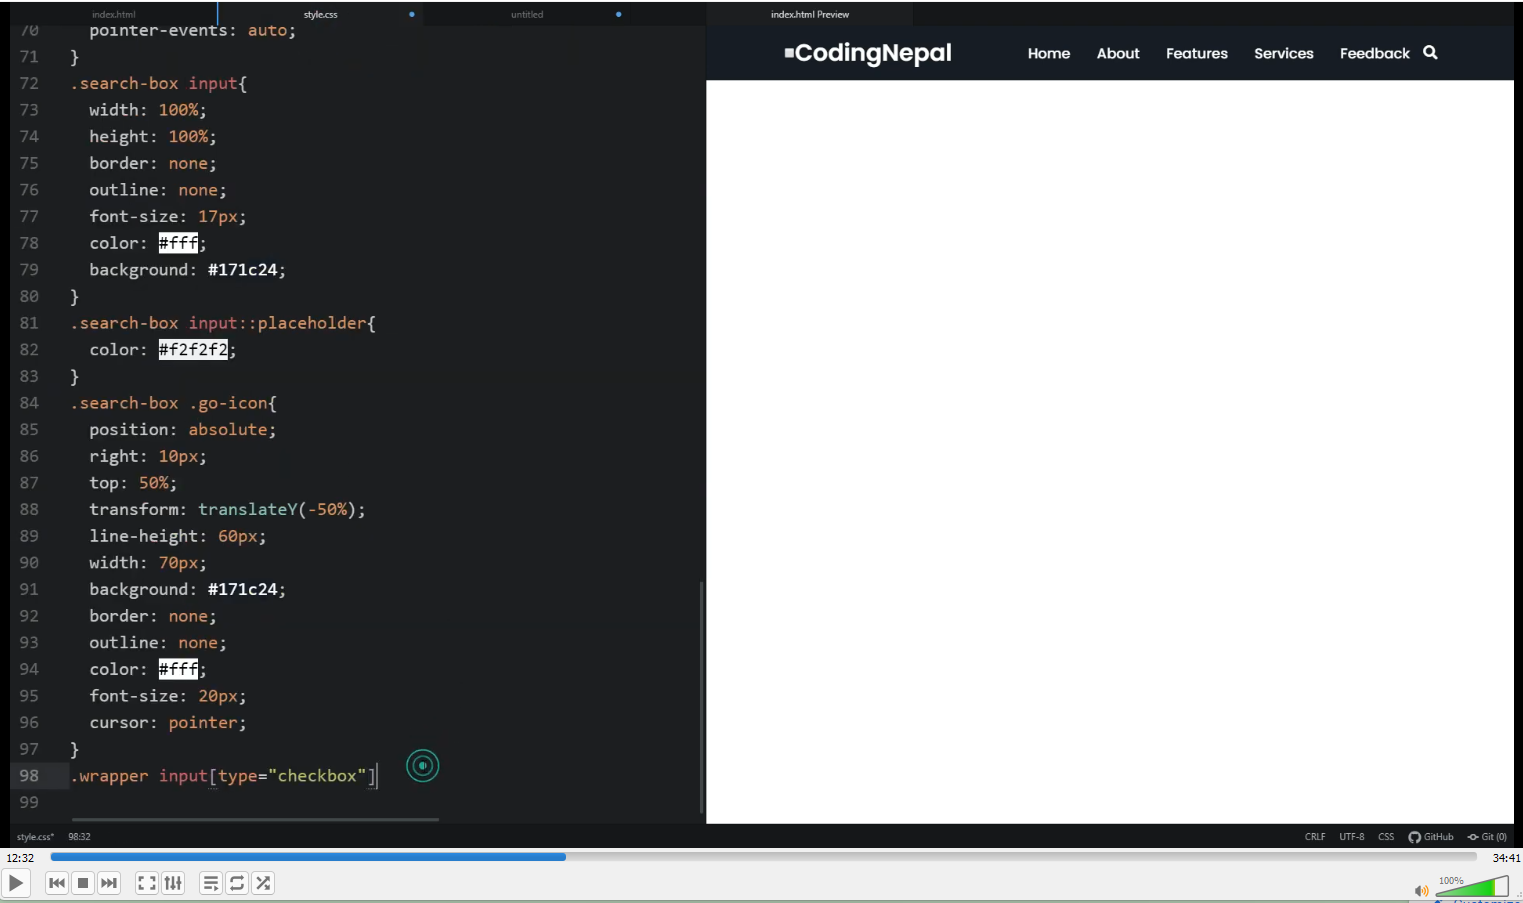 index.html
style.css
untitled
index.html Preview
70 pointer-events: auto;
71 }
72 .search-box input{
73 width: 100%;
74 height: 100%;
75 border: none;
76 outline: none;
77 font-size: 17px;
78 color: #fff;
79 background: #171c24;
80 }
81 .search-box input::placeholder{
82 color: #f2f2f2;
83 }
84 .search-box .go-icon{
85 position: absolute;
86 right: 10px;
87 top: 50%;
88 transform: translateY(-50%);
89 line-height: 60px;
90 width: 70px;
91 background: #171c24;
92 border: none;
93 outline: none;
94 color: #fff;
95 font-size: 20px;
96 cursor: pointer;
97 }
98 .wrapper input[type="checkbox"]
99
CodingNepal
Home About Features Services Feedback
style.css* 98:32
CRLF UTF-8 CSS GitHub Git (0)
12:32
34:41
100%